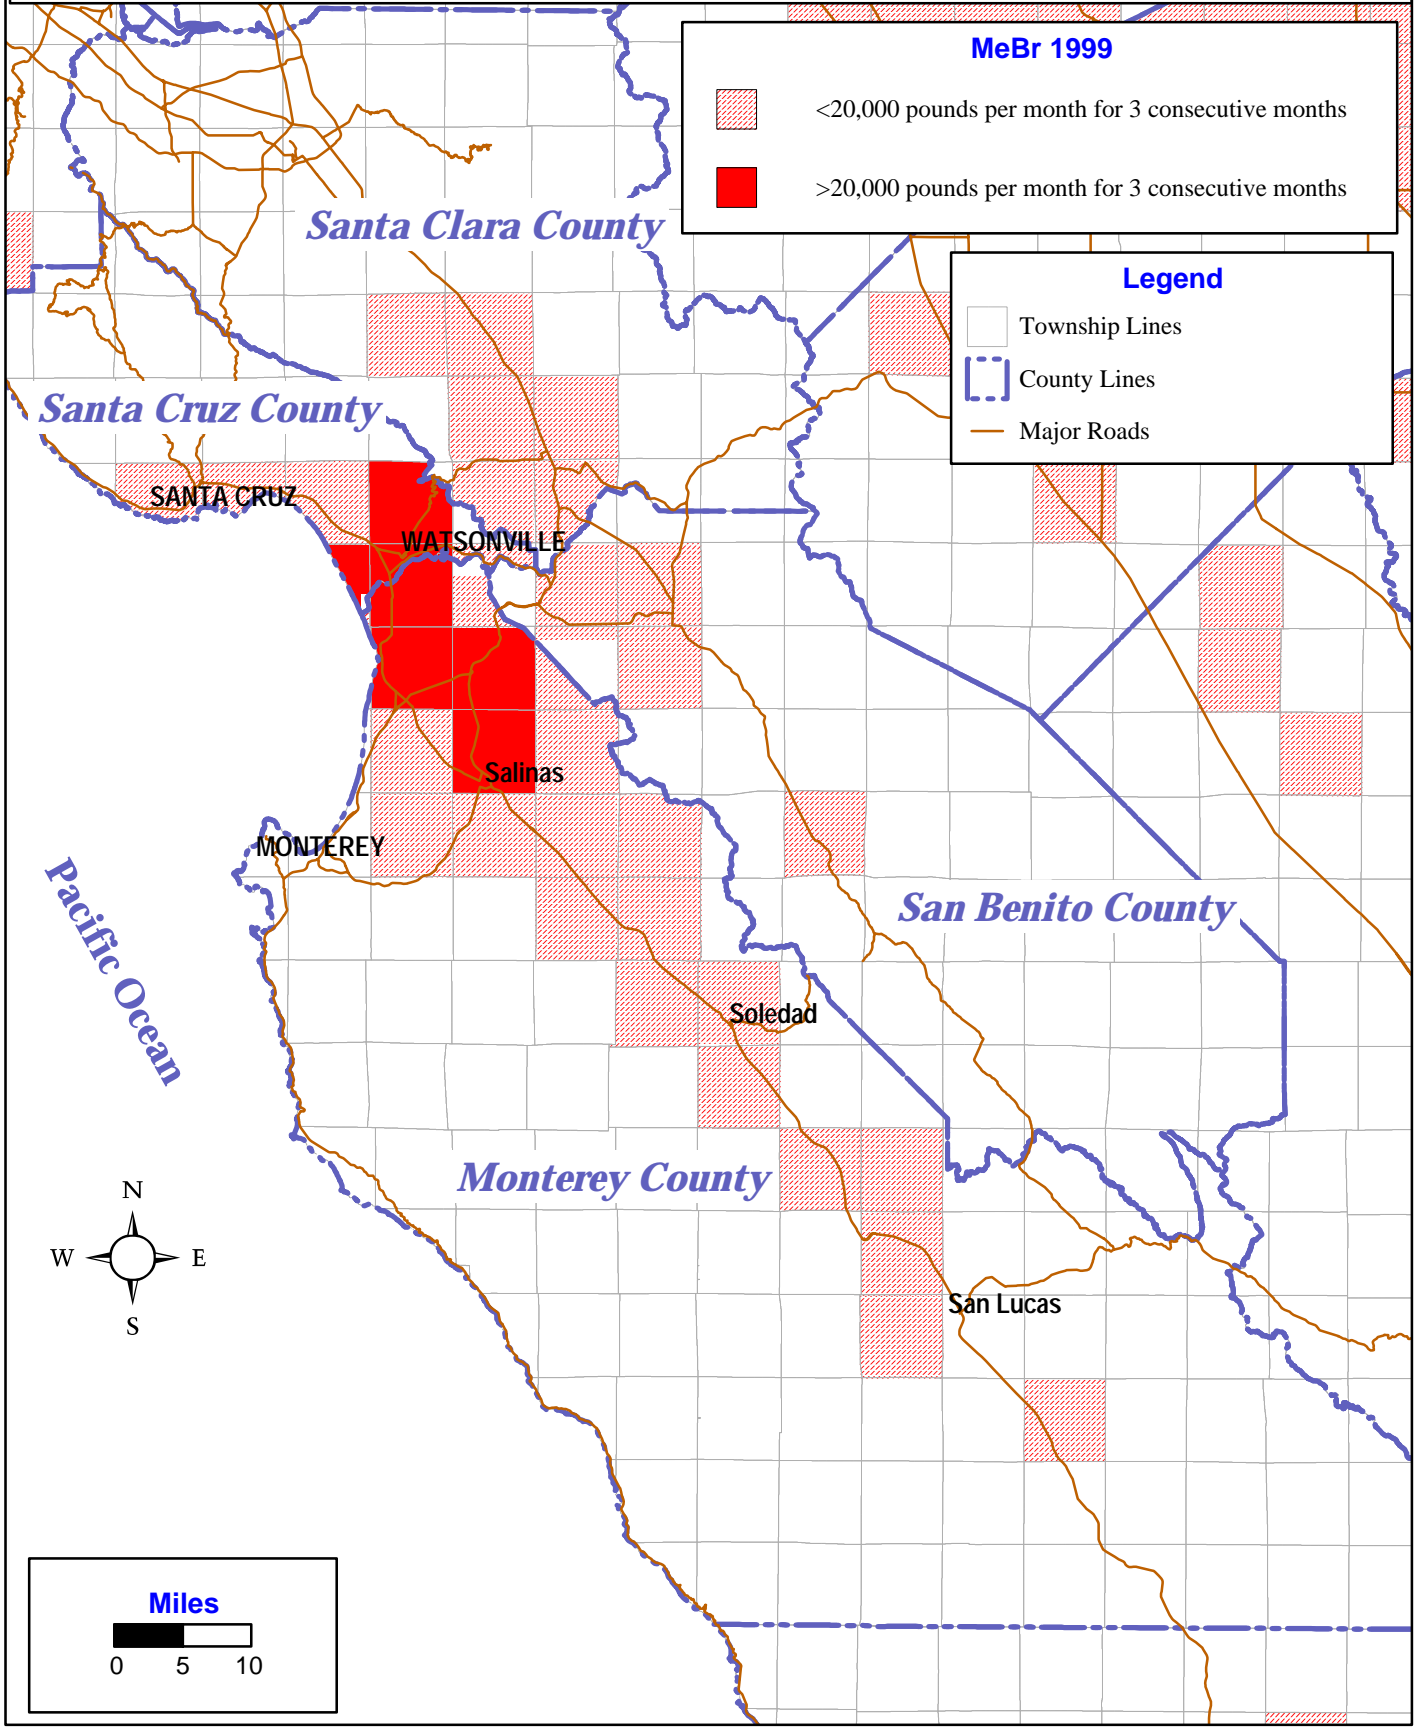 MeBr 1999
<20,000 pounds per month for 3 consecutive months
>20,000 pounds per month for 3 consecutive months
Santa Clara County
Legend
Township Lines
County Lines
Major Roads
Santa Cruz County
SANTA CRUZ
WATSONVILLE
Salinas
MONTEREY
Pacific Ocean
San Benito County
Soledad
Monterey County
N
W E
S
San Lucas
Miles
0 5 10